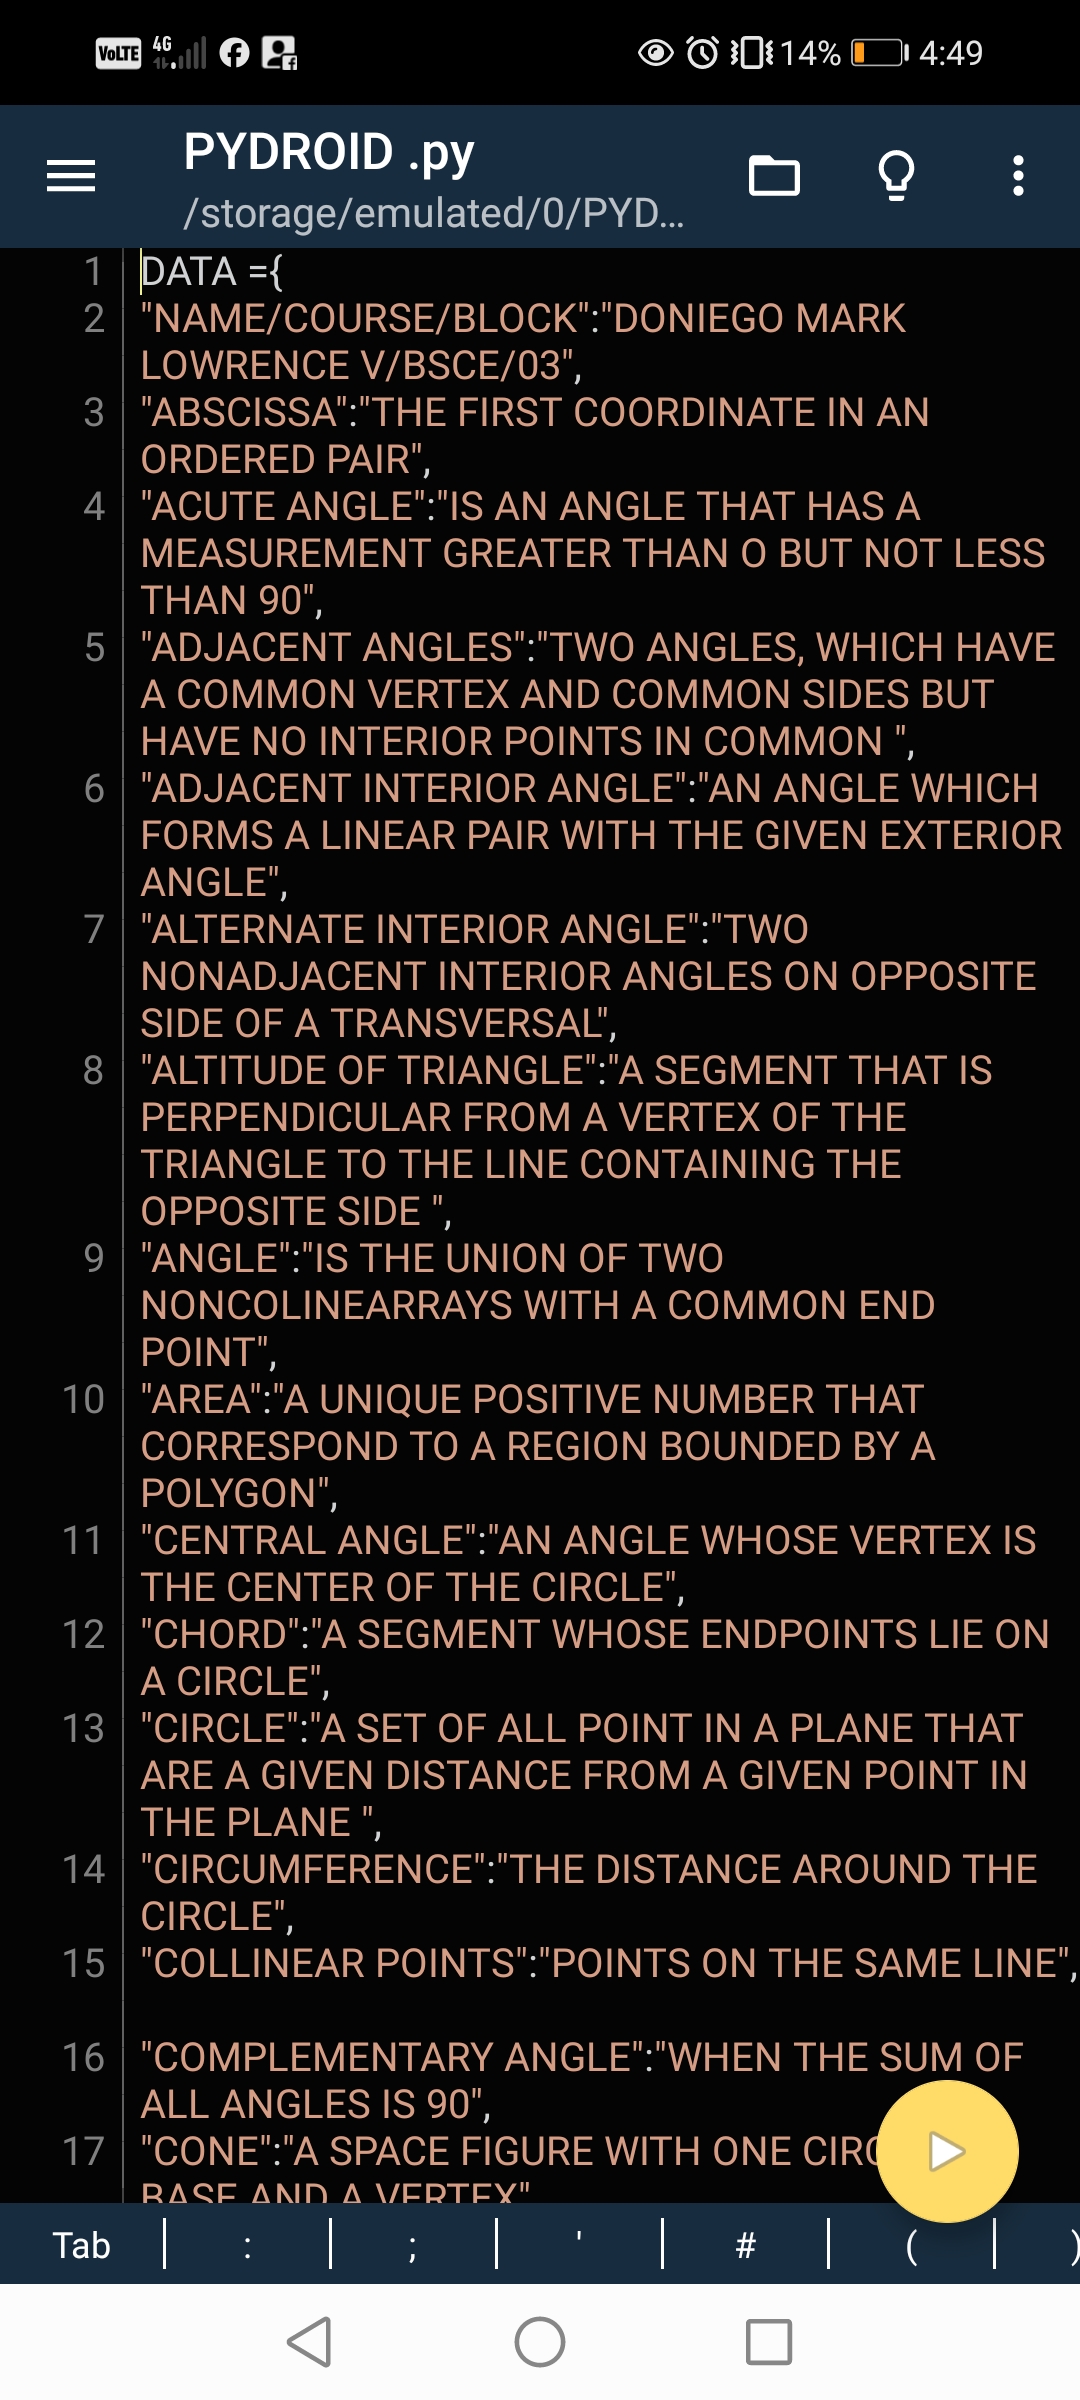 VoLTE 4G 14% 4:49
PYDROID .py
/storage/emulated/0/PYD...
1 DATA ={
2 "NAME/COURSE/BLOCK":"DONIEGO MARK
LOWRENCE V/BSCE/03",
3 "ABSCISSA":"THE FIRST COORDINATE IN AN
ORDERED PAIR",
4 "ACUTE ANGLE":"IS AN ANGLE THAT HAS A
MEASUREMENT GREATER THAN O BUT NOT LESS
THAN 90",
5 "ADJACENT ANGLES":"TWO ANGLES, WHICH HAVE
A COMMON VERTEX AND COMMON SIDES BUT
HAVE NO INTERIOR POINTS IN COMMON ",
6 "ADJACENT INTERIOR ANGLE":"AN ANGLE WHICH
FORMS A LINEAR PAIR WITH THE GIVEN EXTERIOR
ANGLE",
7 "ALTERNATE INTERIOR ANGLE":"TWO
NONADJACENT INTERIOR ANGLES ON OPPOSITE
SIDE OF A TRANSVERSAL",
8 "ALTITUDE OF TRIANGLE":"A SEGMENT THAT IS
PERPENDICULAR FROM A VERTEX OF THE
TRIANGLE TO THE LINE CONTAINING THE
OPPOSITE SIDE ",
9 "ANGLE":"IS THE UNION OF TWO
NONCOLINEARRAYS WITH A COMMON END
POINT",
10 "AREA":"A UNIQUE POSITIVE NUMBER THAT
CORRESPOND TO A REGION BOUNDED BY A
POLYGON",
11 "CENTRAL ANGLE":"AN ANGLE WHOSE VERTEX IS
THE CENTER OF THE CIRCLE",
12 "CHORD":"A SEGMENT WHOSE ENDPOINTS LIE ON
A CIRCLE",
13 "CIRCLE":"A SET OF ALL POINT IN A PLANE THAT
ARE A GIVEN DISTANCE FROM A GIVEN POINT IN
THE PLANE ",
14 "CIRCUMFERENCE":"THE DISTANCE AROUND THE
CIRCLE",
15 "COLLINEAR POINTS":"POINTS ON THE SAME LINE",
16 "COMPLEMENTARY ANGLE":"WHEN THE SUM OF
ALL ANGLES IS 90",
17 "CONE":"A SPACE FIGURE WITH ONE CIRC
BASE AND A VERTEX"
Tab : ; ' # ( )